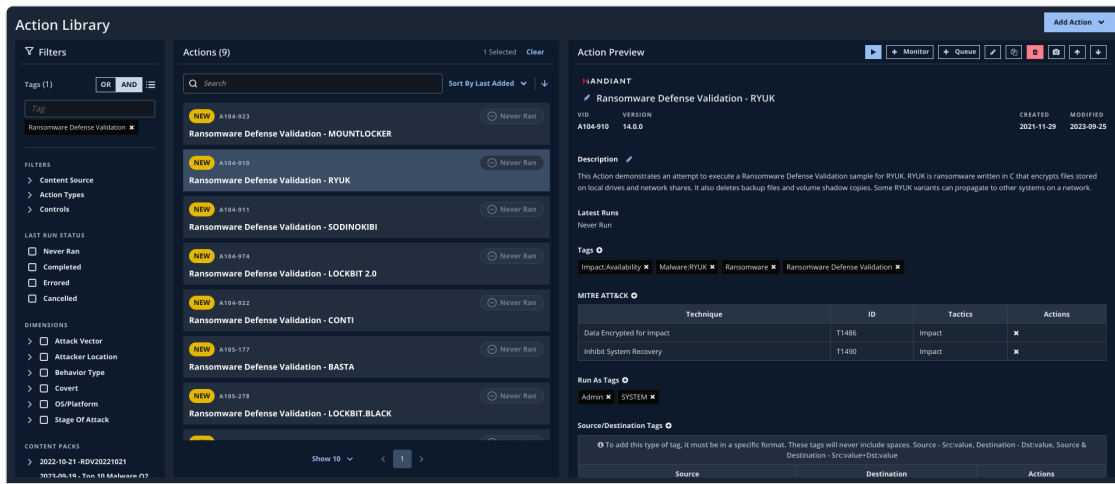 Action Library
Add Action
Filters
Tags (1)
OR AND
Tag
Ransomware Defense Validation ×
FILTERS
Content Source
Action Types
Controls
LAST RUN STATUS
Never Ran
Completed
Errored
Cancelled
DIMENSIONS
Attack Vector
Attacker Location
Behavior Type
Covert
OS/Platform
Stage Of Attack
CONTENT PACKS
2022-10-21 -RDV20221021
2023-09-19 - Top 10 Malware Q2
Actions (9)
1 Selected Clear
Search
Sort By Last Added
NEW A104-923 Never Ran
Ransomware Defense Validation - MOUNTLOCKER
NEW A104-910 Never Ran
Ransomware Defense Validation - RYUK
NEW A104-911 Never Ran
Ransomware Defense Validation - SODINOKIBI
NEW A104-974 Never Ran
Ransomware Defense Validation - LOCKBIT 2.0
NEW A104-922 Never Ran
Ransomware Defense Validation - CONTI
NEW A105-177 Never Ran
Ransomware Defense Validation - BASTA
NEW A105-278 Never Ran
Ransomware Defense Validation - LOCKBIT.BLACK
Show 10 < 1 >
Action Preview
+ Monitor + Queue
MANDIANT
Ransomware Defense Validation - RYUK
VID VERSION CREATED MODIFIED
A104-910 14.0.0 2021-11-29 2023-09-25
Description
This Action demonstrates an attempt to execute a Ransomware Defense Validation sample for RYUK. RYUK is ransomware written in C that encrypts files stored
on local drives and network shares. It also deletes backup files and volume shadow copies. Some RYUK variants can propagate to other systems on a network.
Latest Runs
Never Run
Tags
Impact:Availability × Malware:RYUK × Ransomware × Ransomware Defense Validation ×
MITRE ATT&CK
Technique ID Tactics Actions
Data Encrypted for Impact T1486 Impact ×
Inhibit System Recovery T1490 Impact ×
Run As Tags
Admin × SYSTEM ×
Source/Destination Tags
To add this type of tag, it must be in a specific format. These tags will never include spaces. Source - Src:value, Destination - Dst:value, Source &
Destination - Src:value+Dst:value
Source Destination Actions